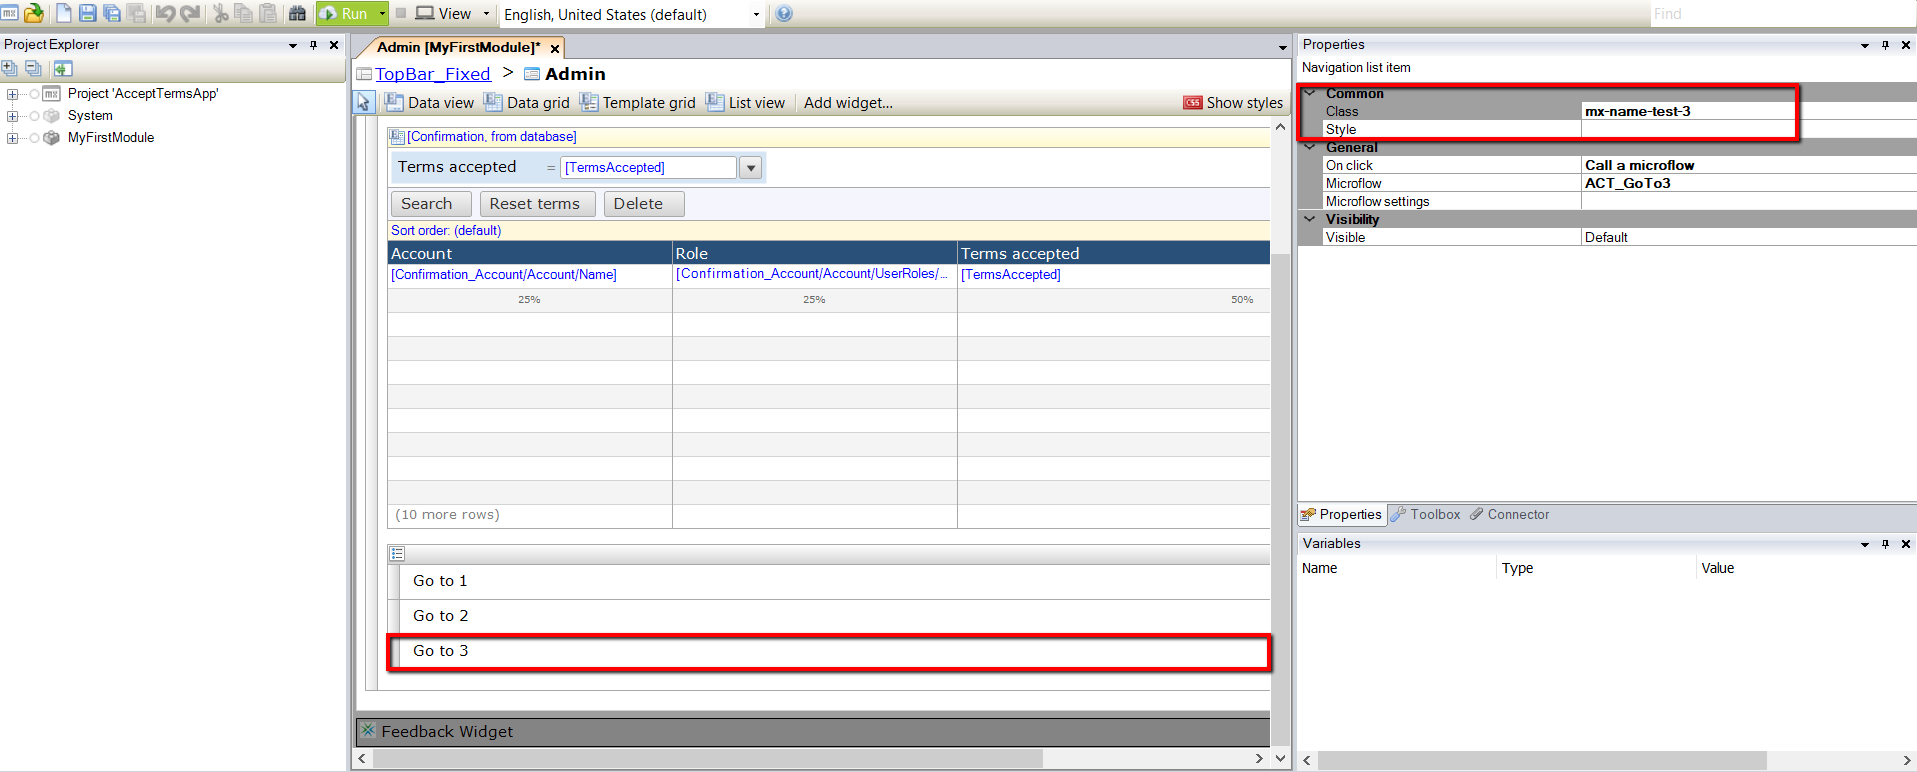 Run View English, United States (default) Find
Project Explorer
Project 'AcceptTermsApp'
System
MyFirstModule
Admin [MyFirstModule]*
TopBar_Fixed > Admin
Data view Data grid Template grid List view Add widget... CSS Show styles
[Confirmation, from database]
Terms accepted = [TermsAccepted]
Search Reset terms Delete
Sort order: (default)
Account Role Terms accepted
[Confirmation_Account/Account/Name] [Confirmation_Account/Account/UserRoles/... [TermsAccepted]
25% 25% 50%
(10 more rows)
Go to 1
Go to 2
Go to 3
Feedback Widget
Properties
Navigation list item
Common
Class mx-name-test-3
Style
General
On click Call a microflow
Microflow ACT_GoTo3
Microflow settings
Visibility
Visible Default
Properties Toolbox Connector
Variables
Name Type Value